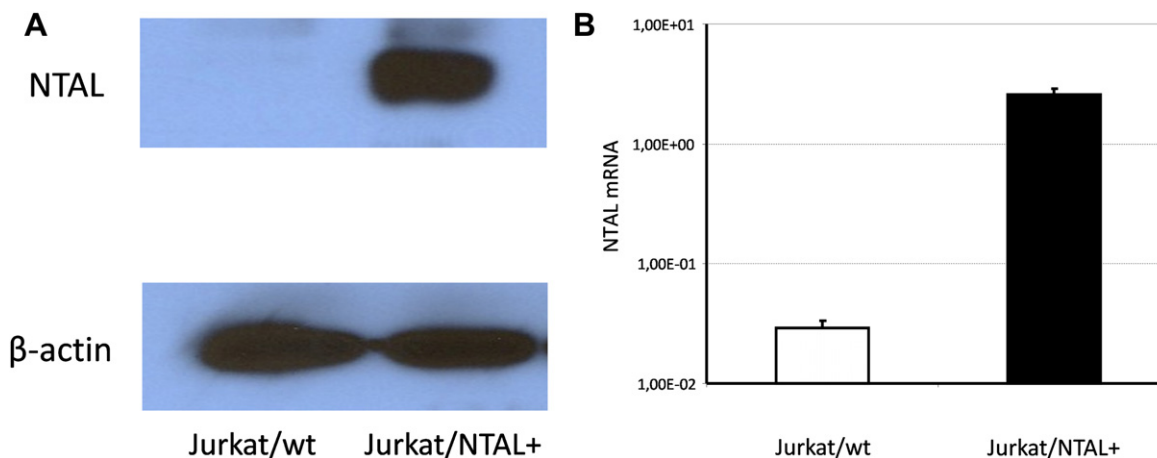 A
NTAL
β-actin
Jurkat/wt Jurkat/NTAL+
B
NTAL mRNA
1,00E+01
1,00E+00
1,00E-01
1,00E-02
Jurkat/wt Jurkat/NTAL+